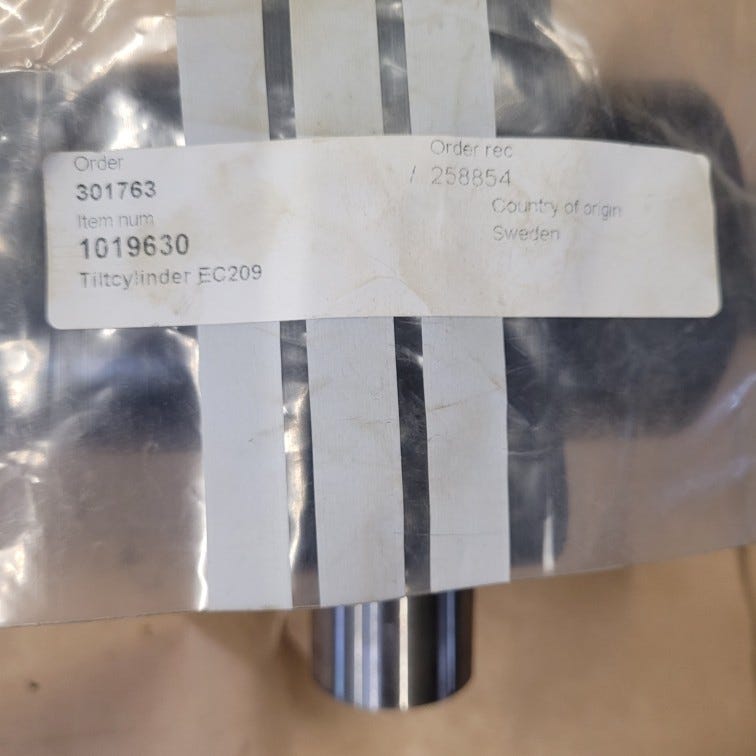 Order
301763
Item num
1019630
Tiltcylinder EC209
Order rec
/ 258854
Country of origin
Sweden